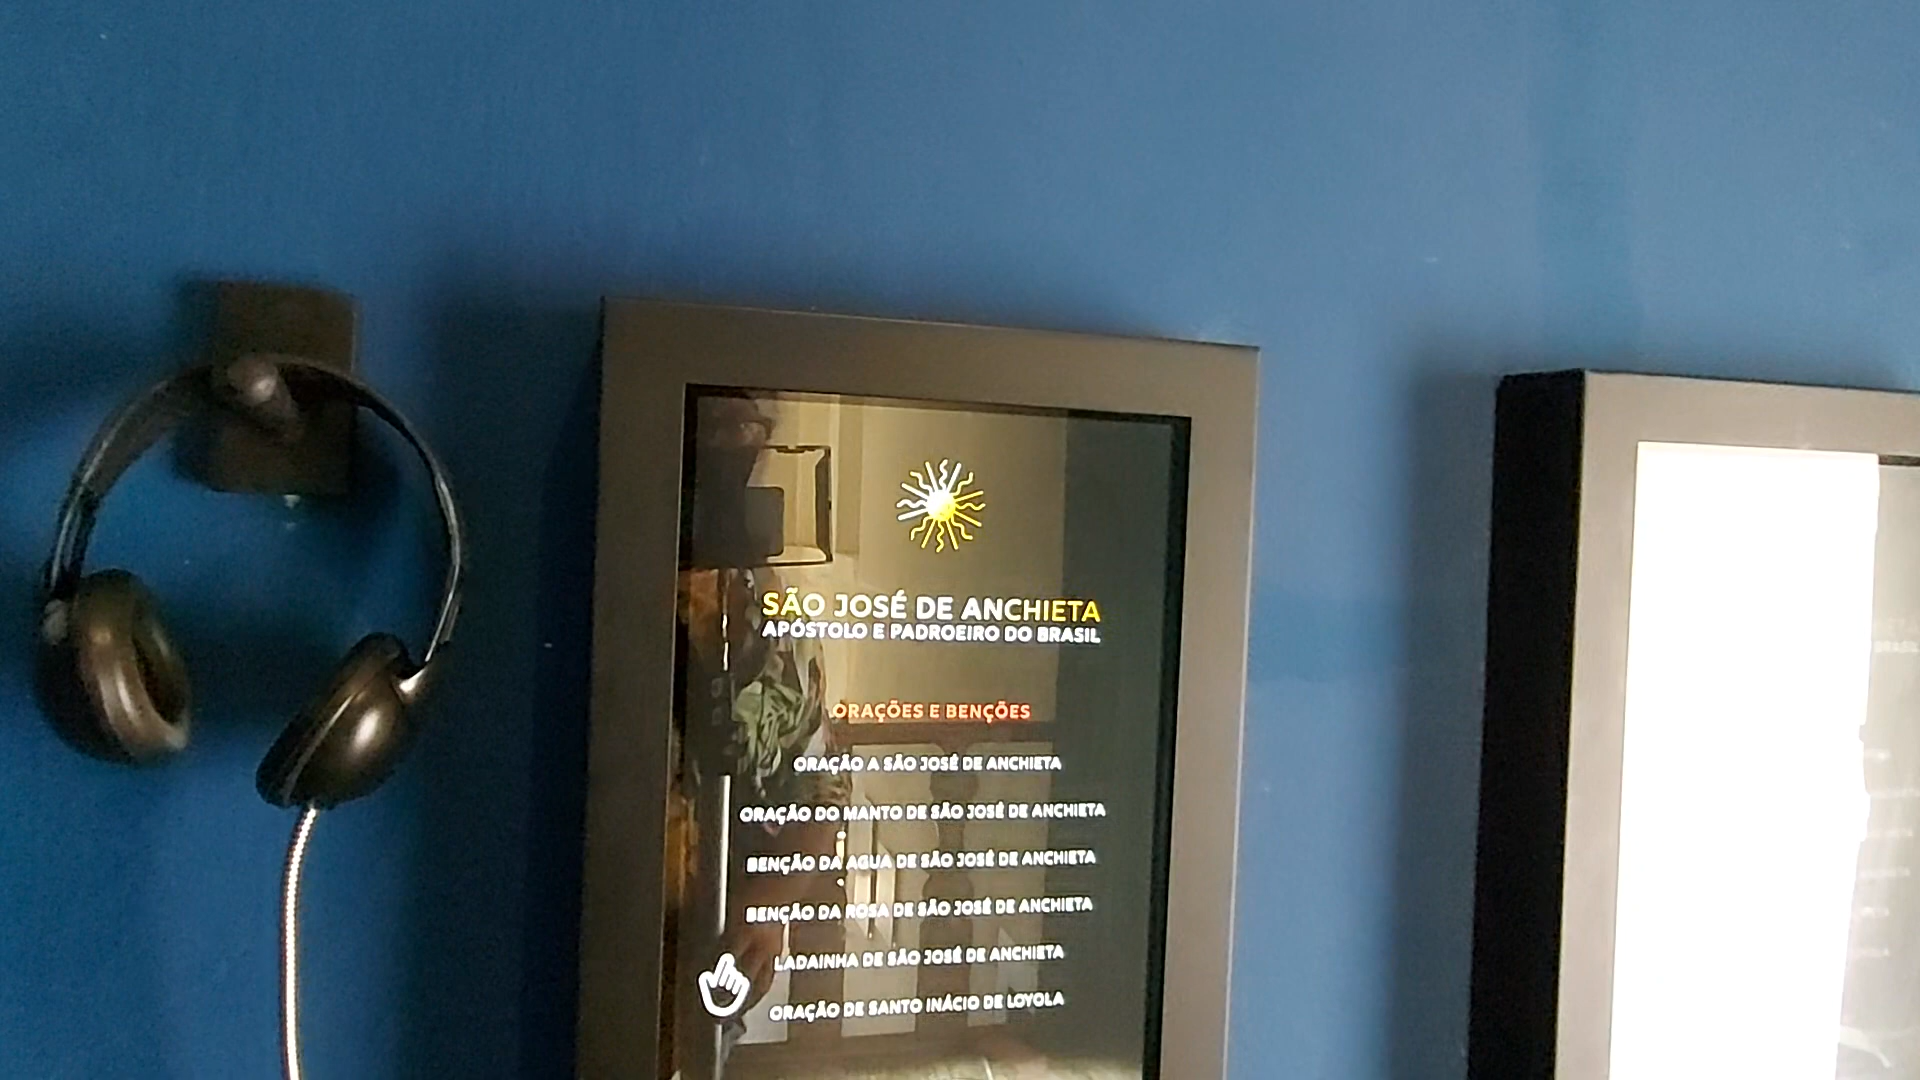 SÃO JOSÉ DE ANCHIETA
APÓSTOLO E PADROEIRO DO BRASIL
ORAÇÕES E BENÇÕES
ORAÇÃO A SÃO JOSÉ DE ANCHIETA
ORAÇÃO DO MANTO DE SÃO JOSÉ DE ANCHIETA
BENÇÃO DA AGUA DE SÃO JOSÉ DE ANCHIETA
BENÇÃO DA ROSA DE SÃO JOSÉ DE ANCHIETA
LADAINHA DE SÃO JOSÉ DE ANCHIETA
ORAÇÃO DE SANTO INÁCIO DE LOYOLA